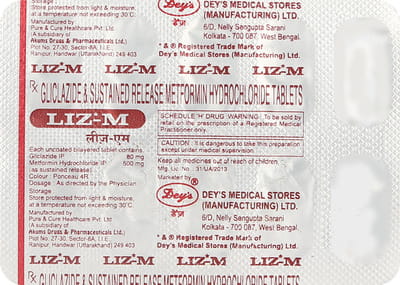 Storage :
Store protected from light & moisture,
at a temperature not exceeding 30°C.
Manufactured by
Pure & Cure Healthcare Pvt. Ltd.
(A subsidiary of
Akums Drugs & Pharmaceuticals Ltd.)
Plot No. 27-30, Sector-8A, I.I.E.,
Ranipur, Haridwar (Uttarakhand) 249 403
Dey's
डे'ज़
DEY'S MEDICAL STORES
(MANUFACTURING) LTD.
6/D, Nelly Sengupta Sarani
Kolkata - 700 087, West Bengal.
* & ® Registered Trade Mark of
Dey's Medical Stores (Manufacturing) Ltd.
LIZ-M LIZ-M LIZ-M LIZ-M
℞ GLICLAZIDE & SUSTAINED RELEASE METFORMIN HYDROCHLORIDE TABLETS
LIZ-M
लीज़-एम
Each uncoated bilayered tablet contains:
Gliclazide IP 80 mg
Metformin Hydrochloride IP 500 mg
(as sustained release)
Colour : Ponceau 4R
Dosage : As directed by the Physician
Storage :
Store protected from light & moisture,
at a temperature not exceeding 30°C.
Manufactured by
Pure & Cure Healthcare Pvt. Ltd.
(A subsidiary of
Akums Drugs & Pharmaceuticals Ltd.)
Plot No. 27-30, Sector-8A, I.I.E.,
Ranipur, Haridwar (Uttarakhand) 249 403
SCHEDULE 'H' DRUG WARNING : To be sold by
retail on the prescription of a Registered Medical
Practitioner only.
CAUTION : It is dangerous to take this preparation
except under medical supervision.
Keep all medicines out of reach of children.
Mfg. Lic. No. : 31/UA/2013
Marketed by
Dey's
डे'ज़
DEY'S MEDICAL STORES
(MANUFACTURING) LTD.
6/D, Nelly Sengupta Sarani
Kolkata - 700 087, West Bengal.
* & ® Registered Trade Mark of
Dey's Medical Stores (Manufacturing) Ltd.
LIZ-M LIZ-M LIZ-M LIZ-M
℞ GLICLAZIDE & SUSTAINED RELEASE METFORMIN HYDROCHLORIDE TABLETS